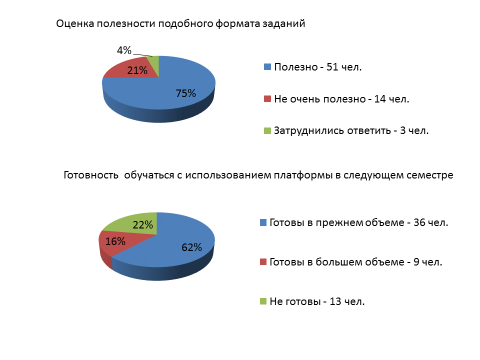 Оценка полезности подобного формата заданий
4%
21%
75%
Полезно - 51 чел.
Не очень полезно - 14 чел.
Затруднились ответить - 3 чел.
Готовность обучаться с использованием платформы в следующем семестре
22%
16%
62%
Готовы в прежнем объеме - 36 чел.
Готовы в большем объеме - 9 чел.
Не готовы - 13 чел.